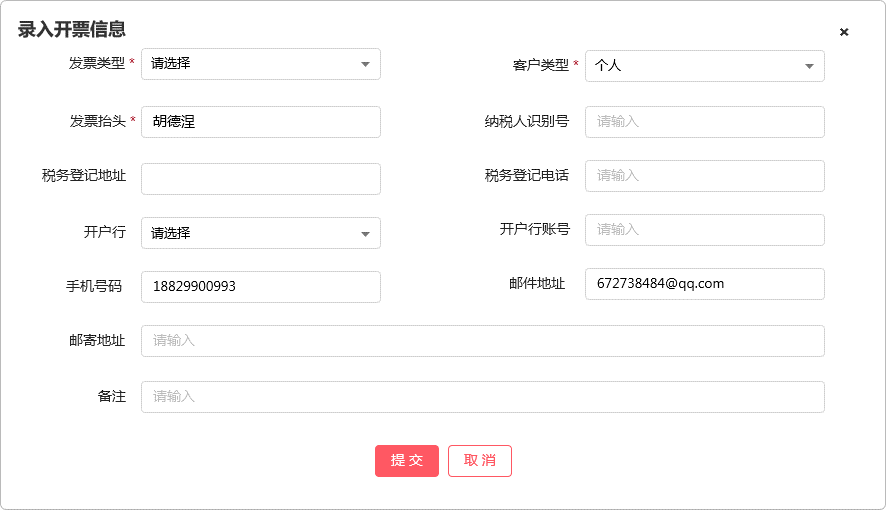 录入开票信息
×
发票类型 * 请选择 客户类型 * 个人
发票抬头 * 胡德涅 纳税人识别号 请输入
税务登记地址 税务登记电话 请输入
开户行 请选择 开户行账号 请输入
手机号码 18829900993 邮件地址 672738484@qq.com
邮寄地址 请输入
备注 请输入
提 交 取 消